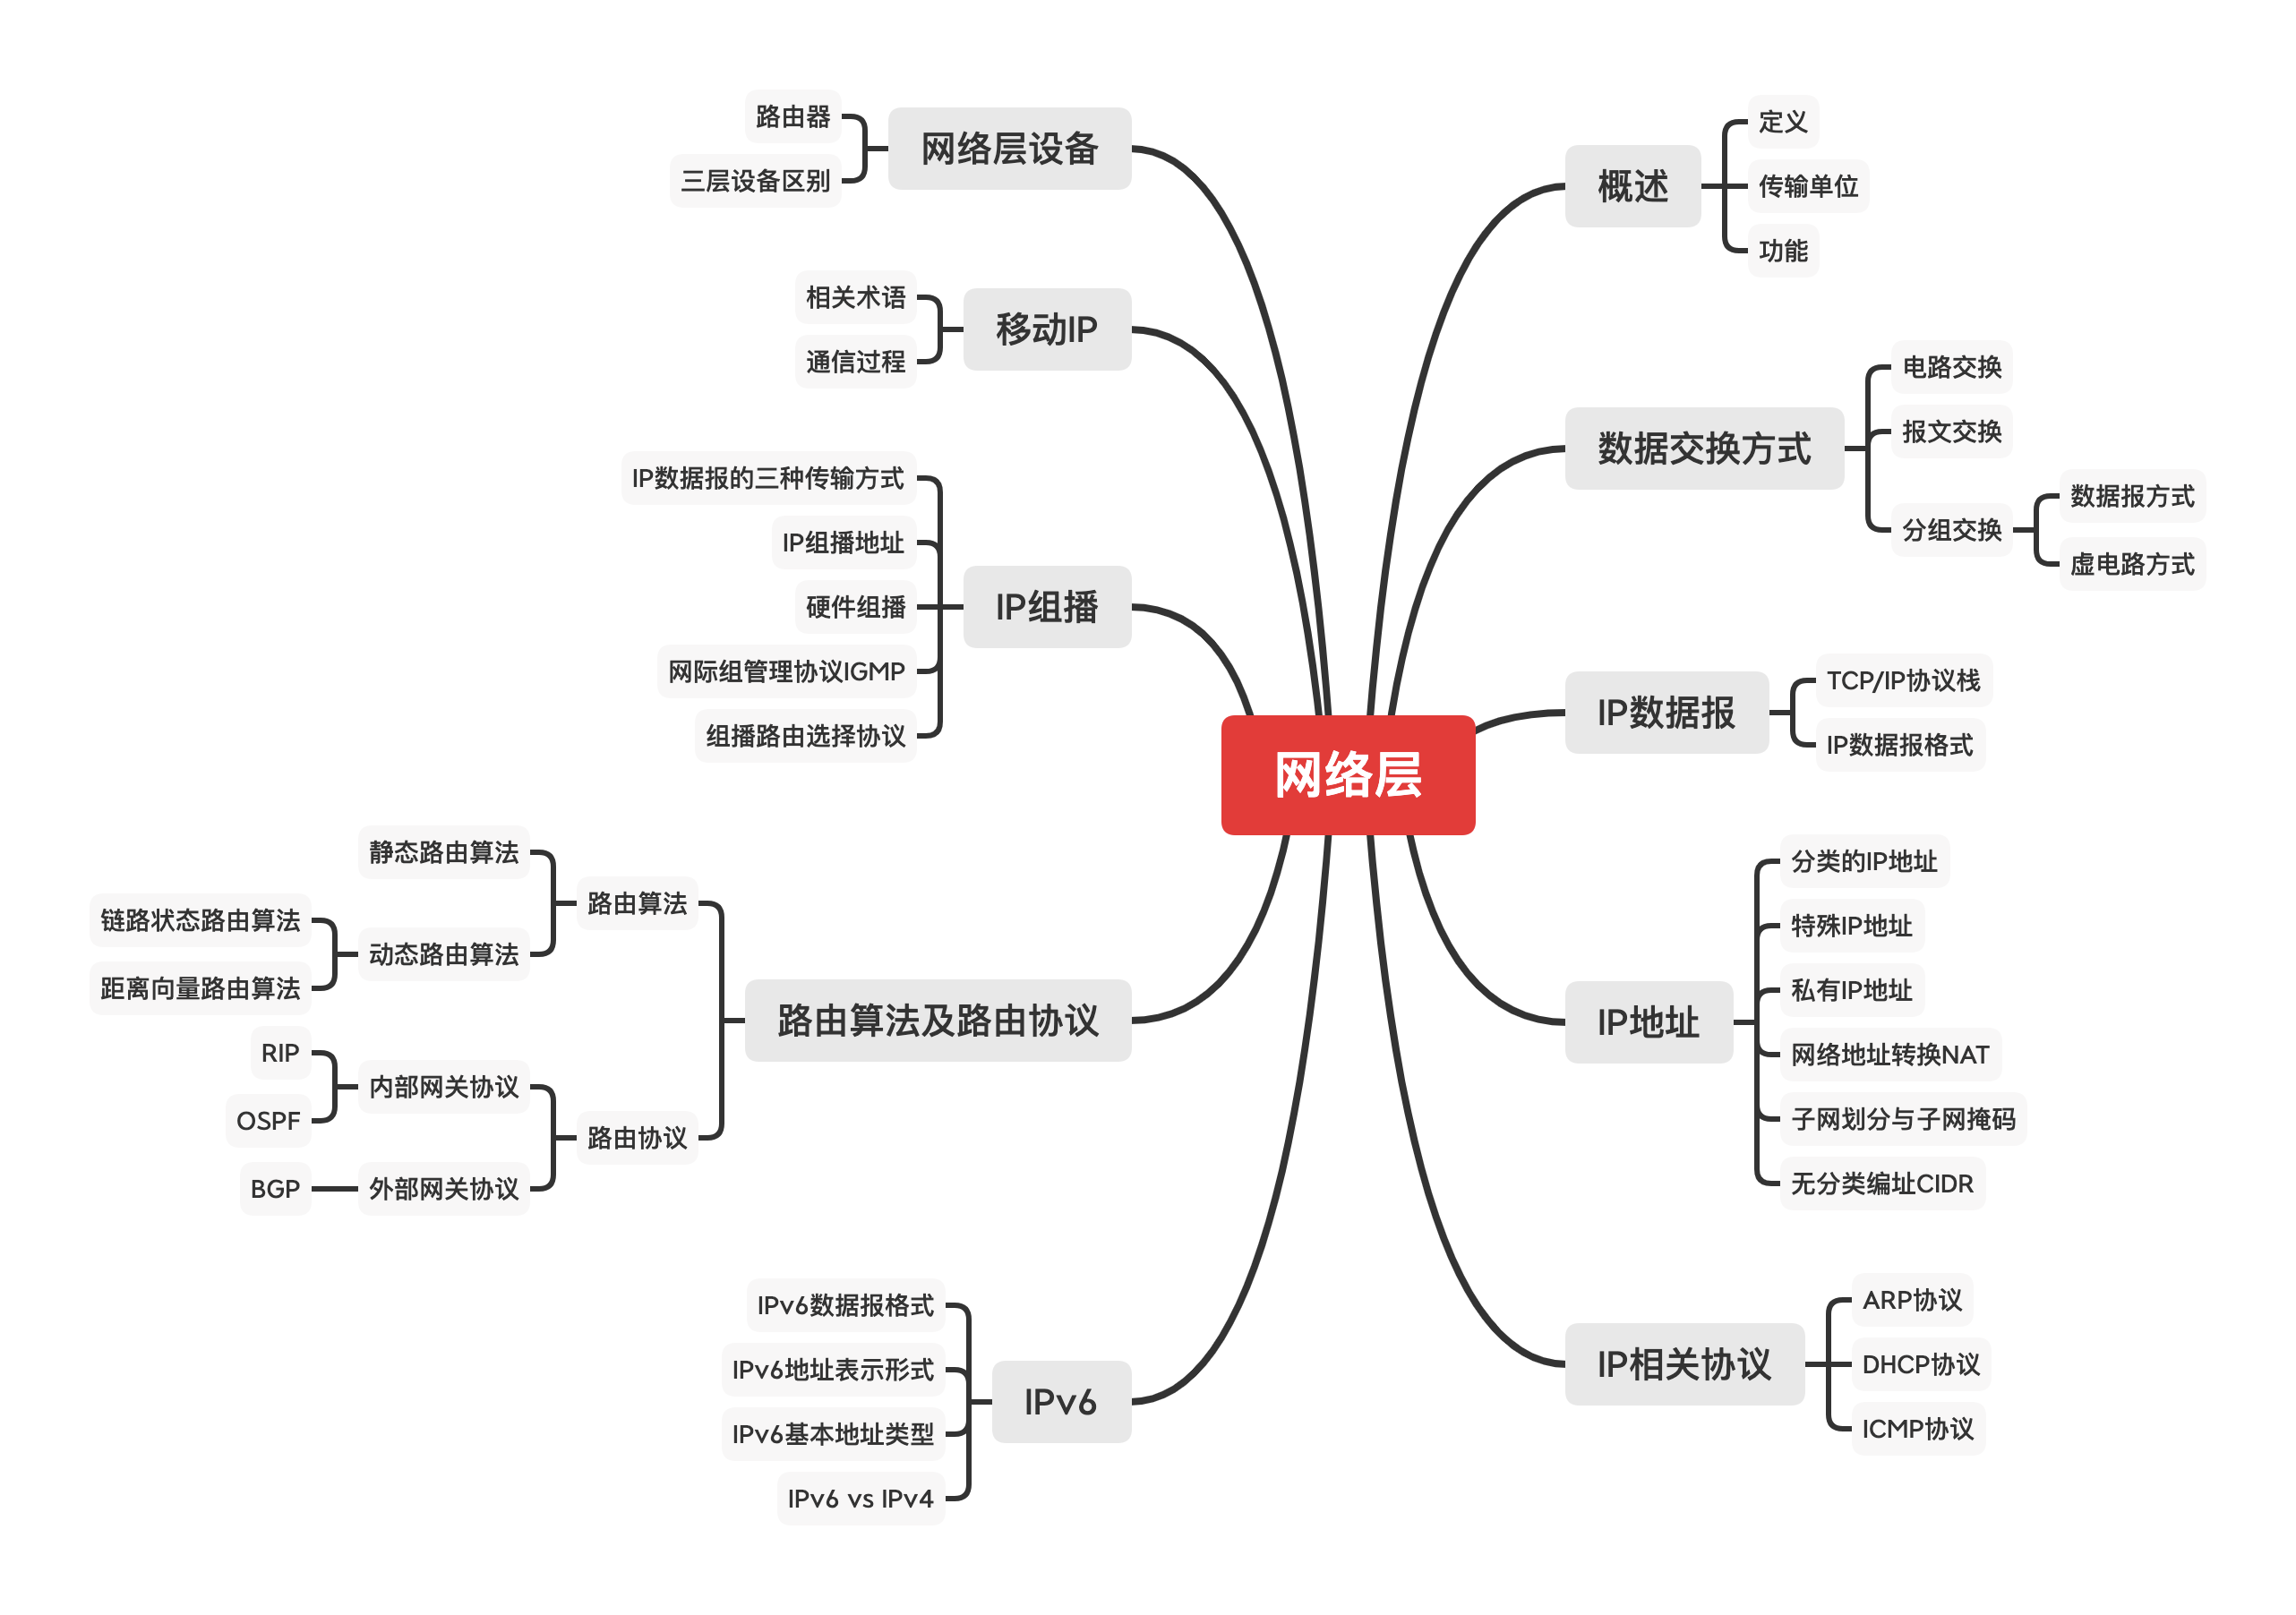 网络层
概述
定义
传输单位
功能
数据交换方式
电路交换
报文交换
分组交换
数据报方式
虚电路方式
IP数据报
TCP/IP协议栈
IP数据报格式
IP地址
分类的IP地址
特殊IP地址
私有IP地址
网络地址转换NAT
子网划分与子网掩码
无分类编址CIDR
IP相关协议
ARP协议
DHCP协议
ICMP协议
网络层设备
路由器
三层设备区别
移动IP
相关术语
通信过程
IP组播
IP数据报的三种传输方式
IP组播地址
硬件组播
网际组管理协议IGMP
组播路由选择协议
路由算法及路由协议
路由算法
静态路由算法
动态路由算法
链路状态路由算法
距离向量路由算法
路由协议
内部网关协议
RIP
OSPF
外部网关协议
BGP
IPv6
IPv6数据报格式
IPv6地址表示形式
IPv6基本地址类型
IPv6 vs IPv4